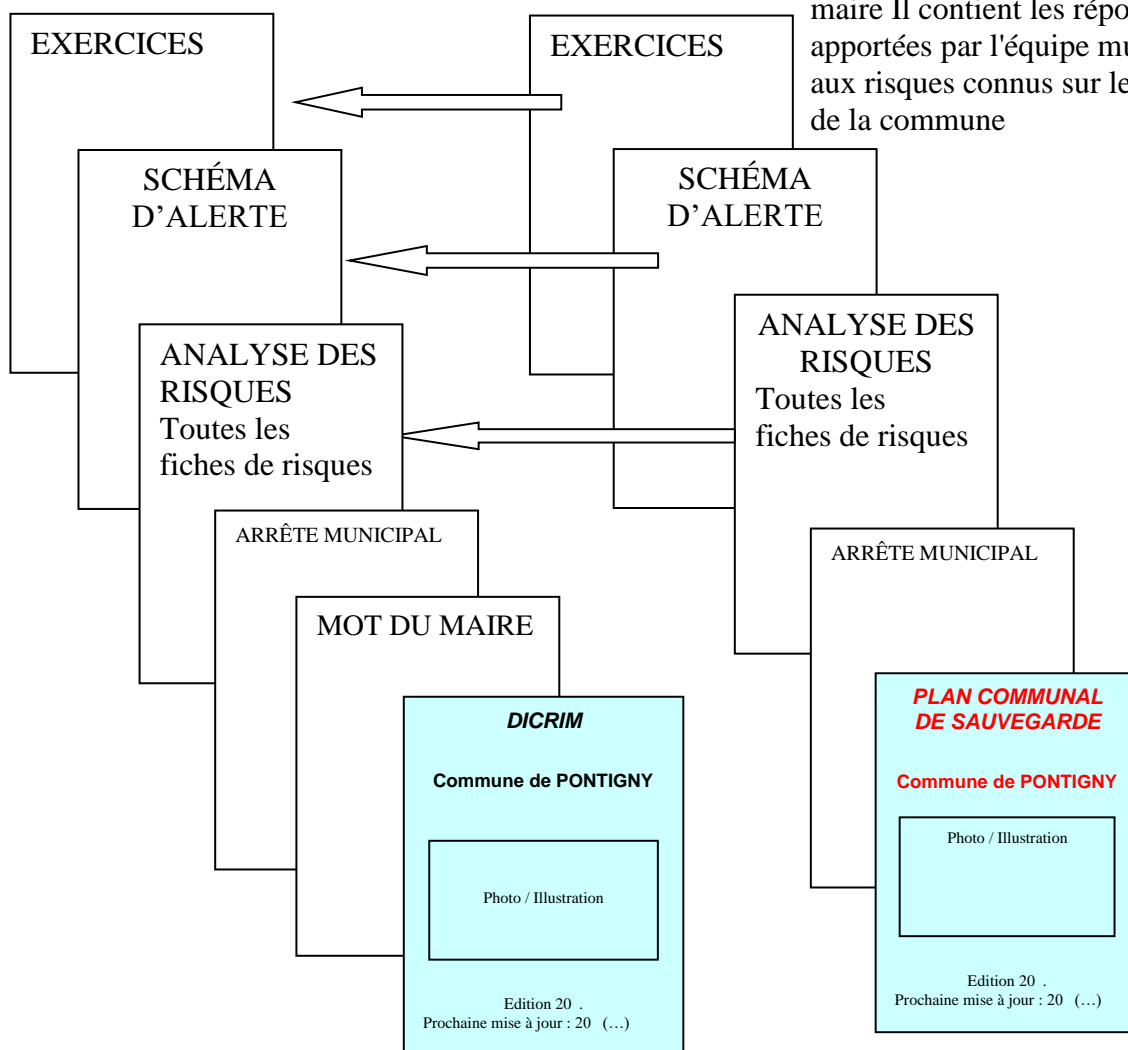 maire Il contient les
apportées par l'équipe
aux risques connus sur
de la commune
EXERCICES
SCHÉMA
D’ALERTE
ANALYSE DES
RISQUES
Toutes les
fiches de risques
ARRÊTE MUNICIPAL
MOT DU MAIRE
DICRIM
Commune de PONTIGNY
Photo / Illustration
Edition 20 .
Prochaine mise à jour : 20 (…)
EXERCICES
SCHÉMA
D’ALERTE
ANALYSE DES
RISQUES
Toutes les
fiches de risques
ARRÊTE MUNICIPAL
PLAN COMMUNAL
DE SAUVEGARDE
Commune de PONTIGNY
Photo / Illustration
Edition 20 .
Prochaine mise à jour : 20 (…)